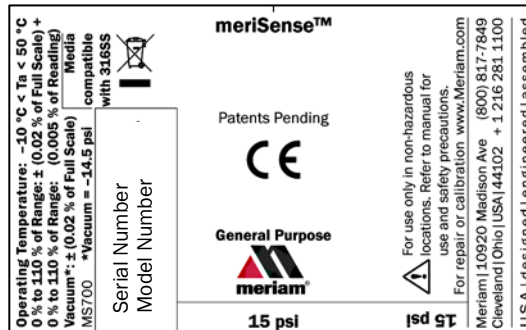 Operating Temperature: −10 °C < Ta < 50 °C
0 % to 110 % of Range: ± (0.02 % of Full Scale) +
0 % to 110 % of Range: (0.005 % of Reading)
Vacuum*: ± (0.02 % of Full Scale)
MS700 *Vacuum = −14.5 psi
Media
compatible
with 316SS
Serial Number
Model Number
meriSense™
Patents Pending
CE
General Purpose
meriam®
15 psi
15 psi
For use only in non-hazardous
locations. Refer to manual for
use and safety precautions.
For repair or calibration www.Meriam.com
Meriam|10920 Madison Ave (800) 817-7849
Cleveland|Ohio|USA|44102 + 1 216 281 1100
U S A | designed | engineered | assembled